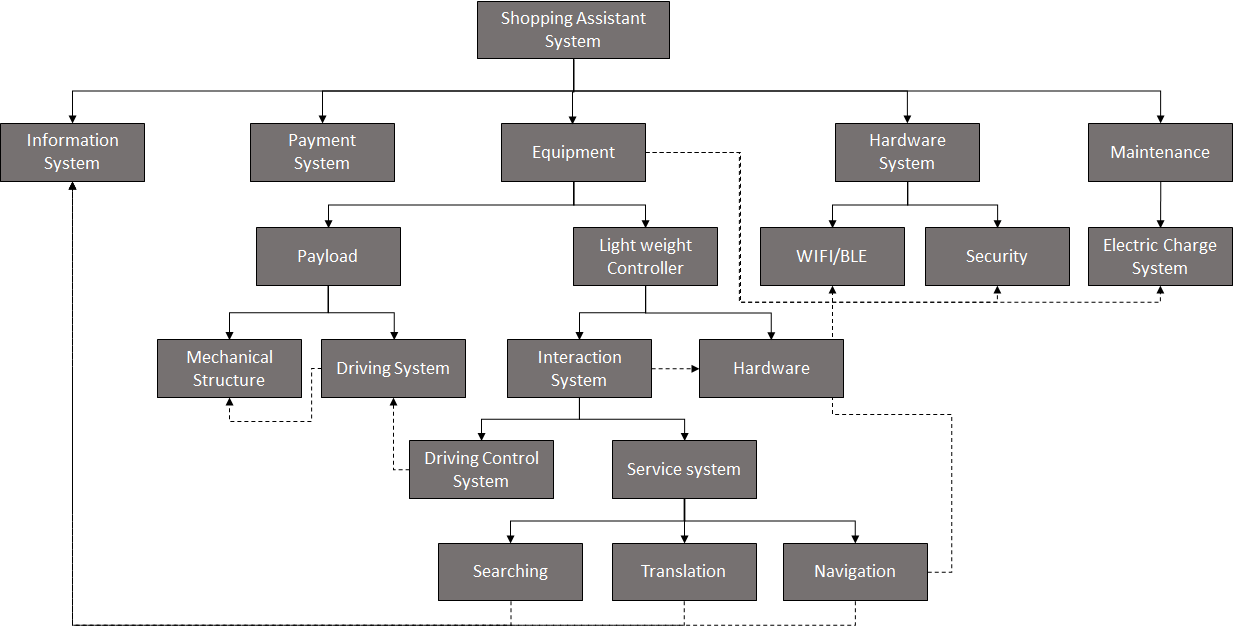 Shopping Assistant
System
Information
System
Payment
System
Equipment
Hardware
System
Maintenance
Payload
Light weight
Controller
WIFI/BLE
Security
Electric Charge
System
Mechanical
Structure
Driving System
Interaction
System
Hardware
Driving Control
System
Service system
Searching
Translation
Navigation